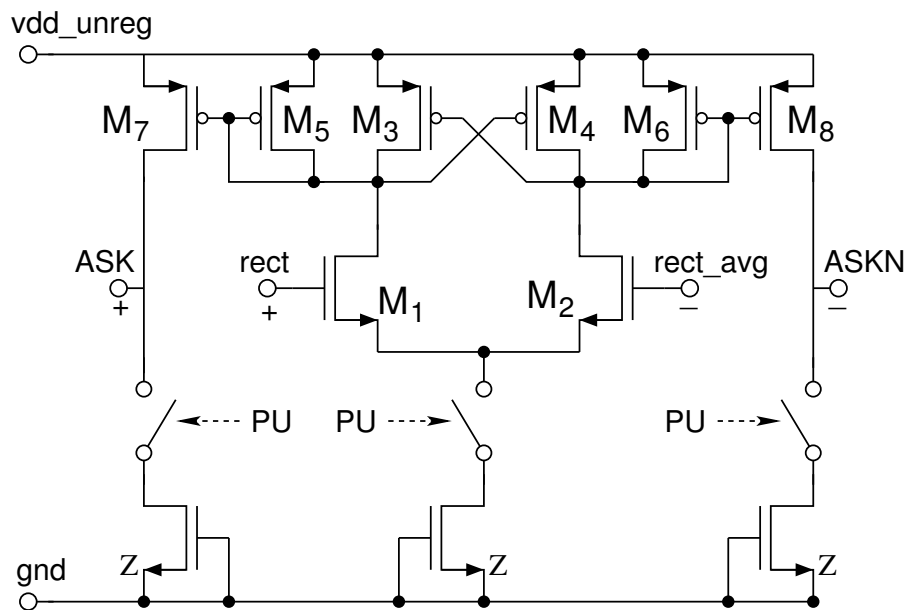 vdd_unreg
M7 M5 M3 M4 M6 M8
ASK rect rect_avg ASKN
+ + − −
M1 M2
PU PU PU
Z Z Z
gnd